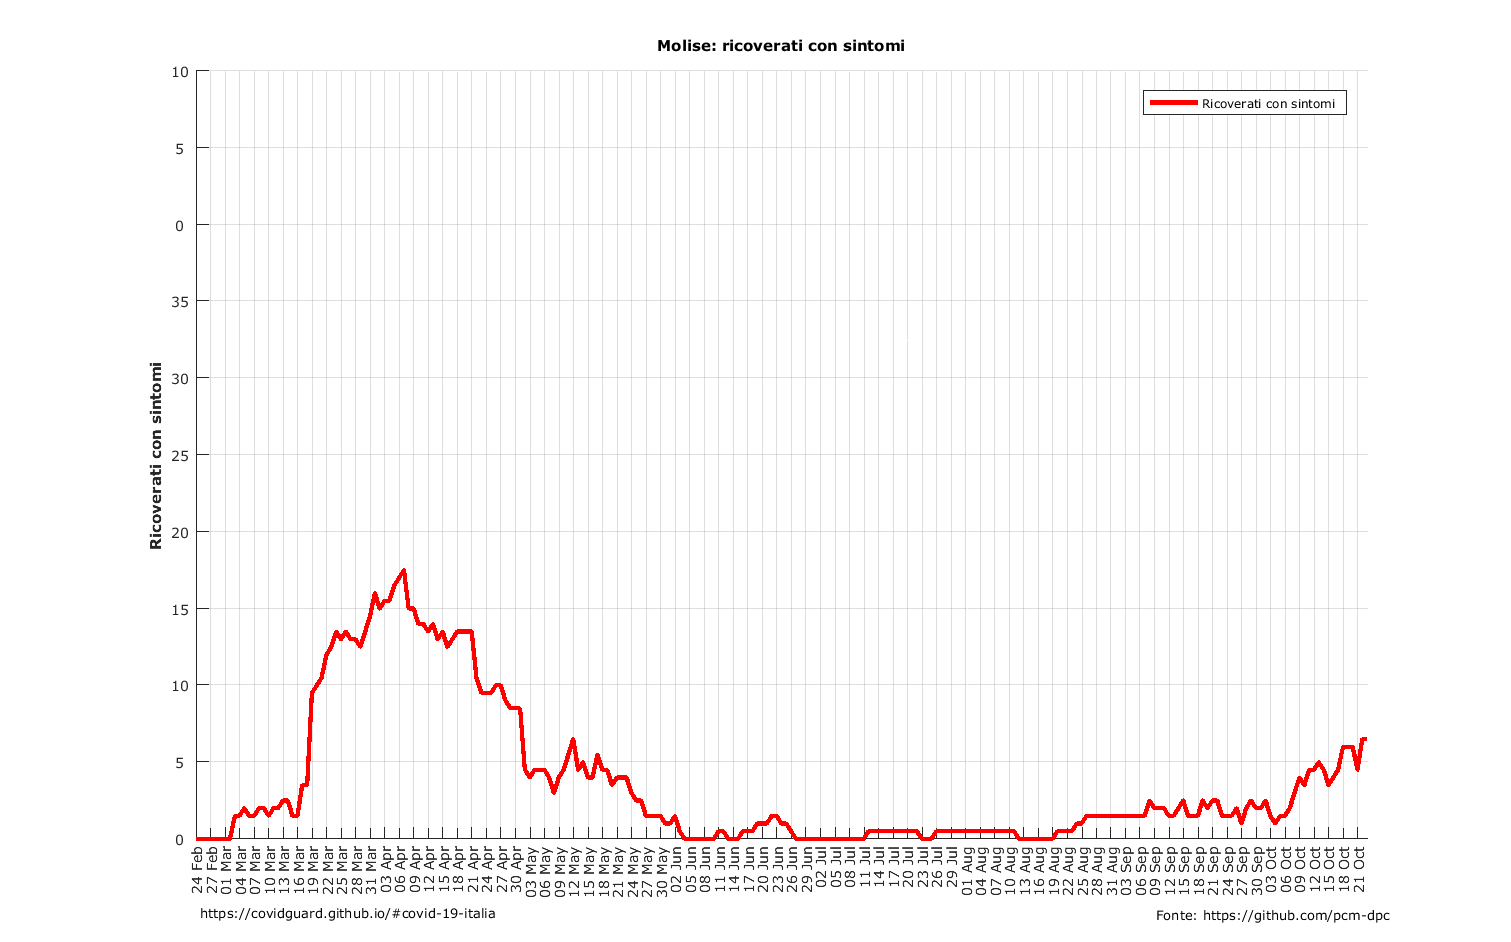 Molise: ricoverati con sintomi
Ricoverati con sintomi
Ricoverati con sintomi
10
5
0
35
30
25
20
15
10
5
0
24 Feb
27 Feb
01 Mar
04 Mar
07 Mar
10 Mar
13 Mar
16 Mar
19 Mar
22 Mar
25 Mar
28 Mar
31 Mar
03 Apr
06 Apr
09 Apr
12 Apr
15 Apr
18 Apr
21 Apr
24 Apr
27 Apr
30 Apr
03 May
06 May
09 May
12 May
15 May
18 May
21 May
24 May
27 May
30 May
02 Jun
05 Jun
08 Jun
11 Jun
14 Jun
17 Jun
20 Jun
23 Jun
26 Jun
29 Jun
02 Jul
05 Jul
08 Jul
11 Jul
14 Jul
17 Jul
20 Jul
23 Jul
26 Jul
29 Jul
01 Aug
04 Aug
07 Aug
10 Aug
13 Aug
16 Aug
19 Aug
22 Aug
25 Aug
28 Aug
31 Aug
03 Sep
06 Sep
09 Sep
12 Sep
15 Sep
18 Sep
21 Sep
24 Sep
27 Sep
30 Sep
03 Oct
06 Oct
09 Oct
12 Oct
15 Oct
18 Oct
21 Oct
https://covidguard.github.io/#covid-19-italia
Fonte: https://github.com/pcm-dpc